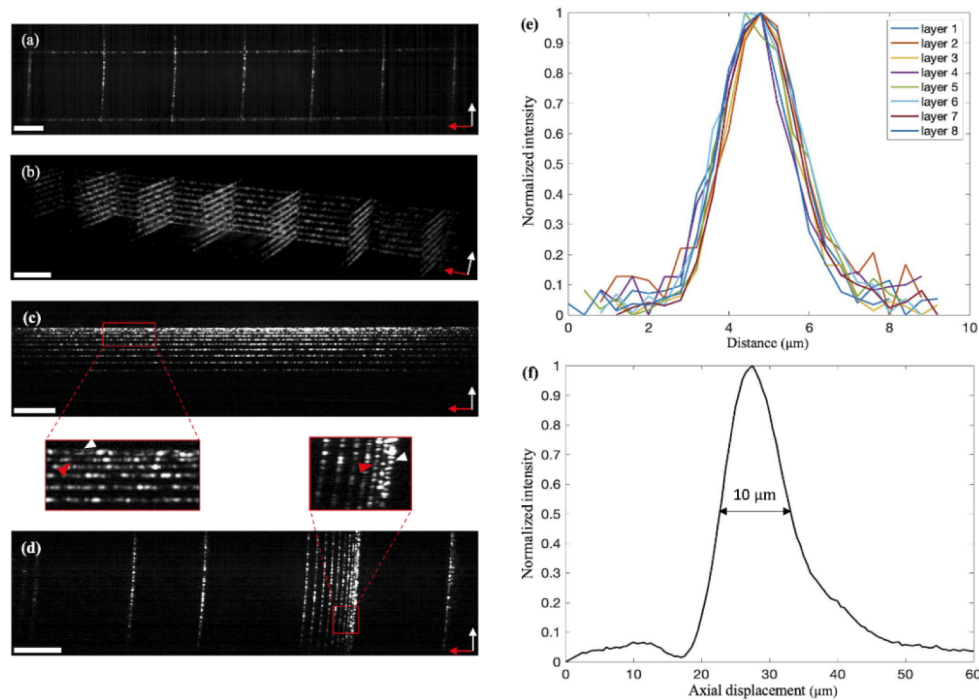 (a)
(b)
(c)
(d)
(e)
Normalized intensity
1
0.9
0.8
0.7
0.6
0.5
0.4
0.3
0.2
0.1
0
0 2 4 6 8 10
Distance (μm)
layer 1
layer 2
layer 3
layer 4
layer 5
layer 6
layer 7
layer 8
(f)
Normalized intensity
1
0.9
0.8
0.7
0.6
0.5
0.4
0.3
0.2
0.1
0
10 μm
0 10 20 30 40 50 60
Axial displacement (μm)